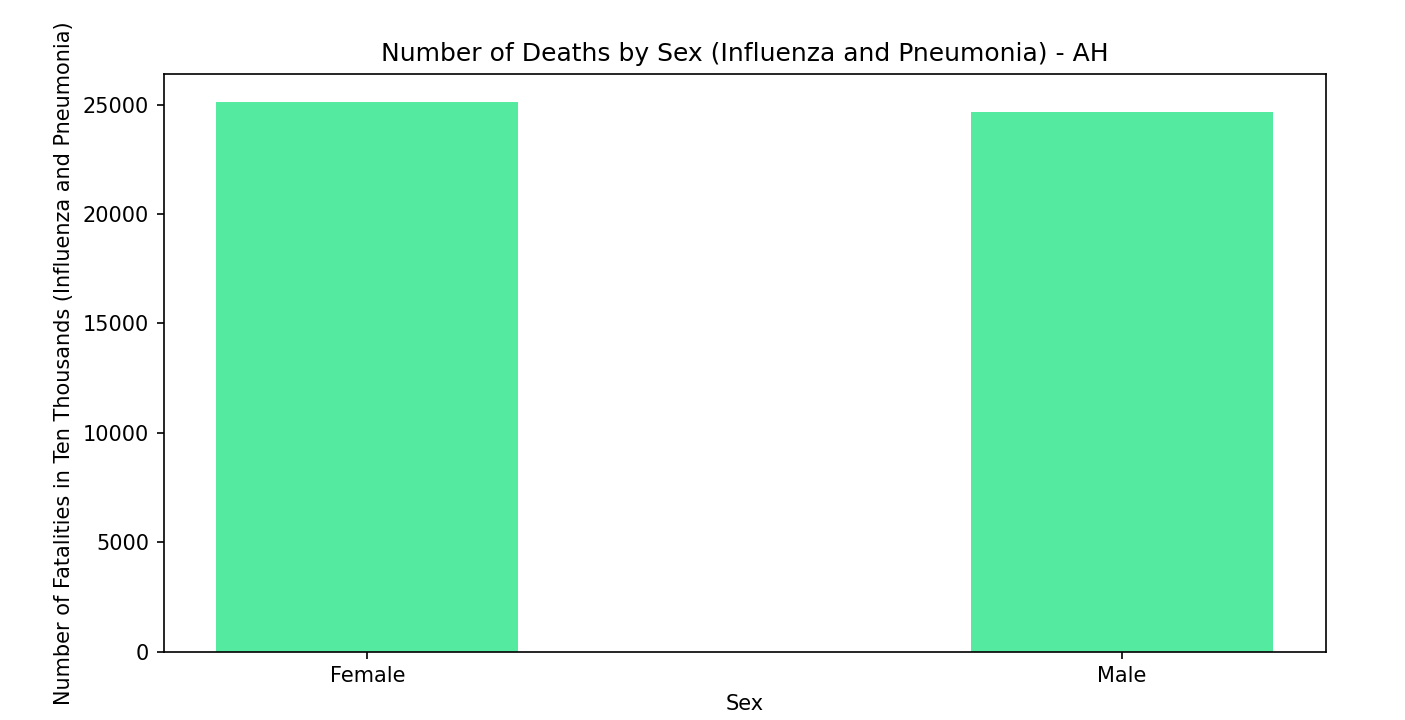 Number of Deaths by Sex (Influenza and Pneumonia) - AH
Number of Fatalities in Ten Thousands (Influenza and Pneumonia)
25000
20000
15000
10000
5000
0
Female
Male
Sex